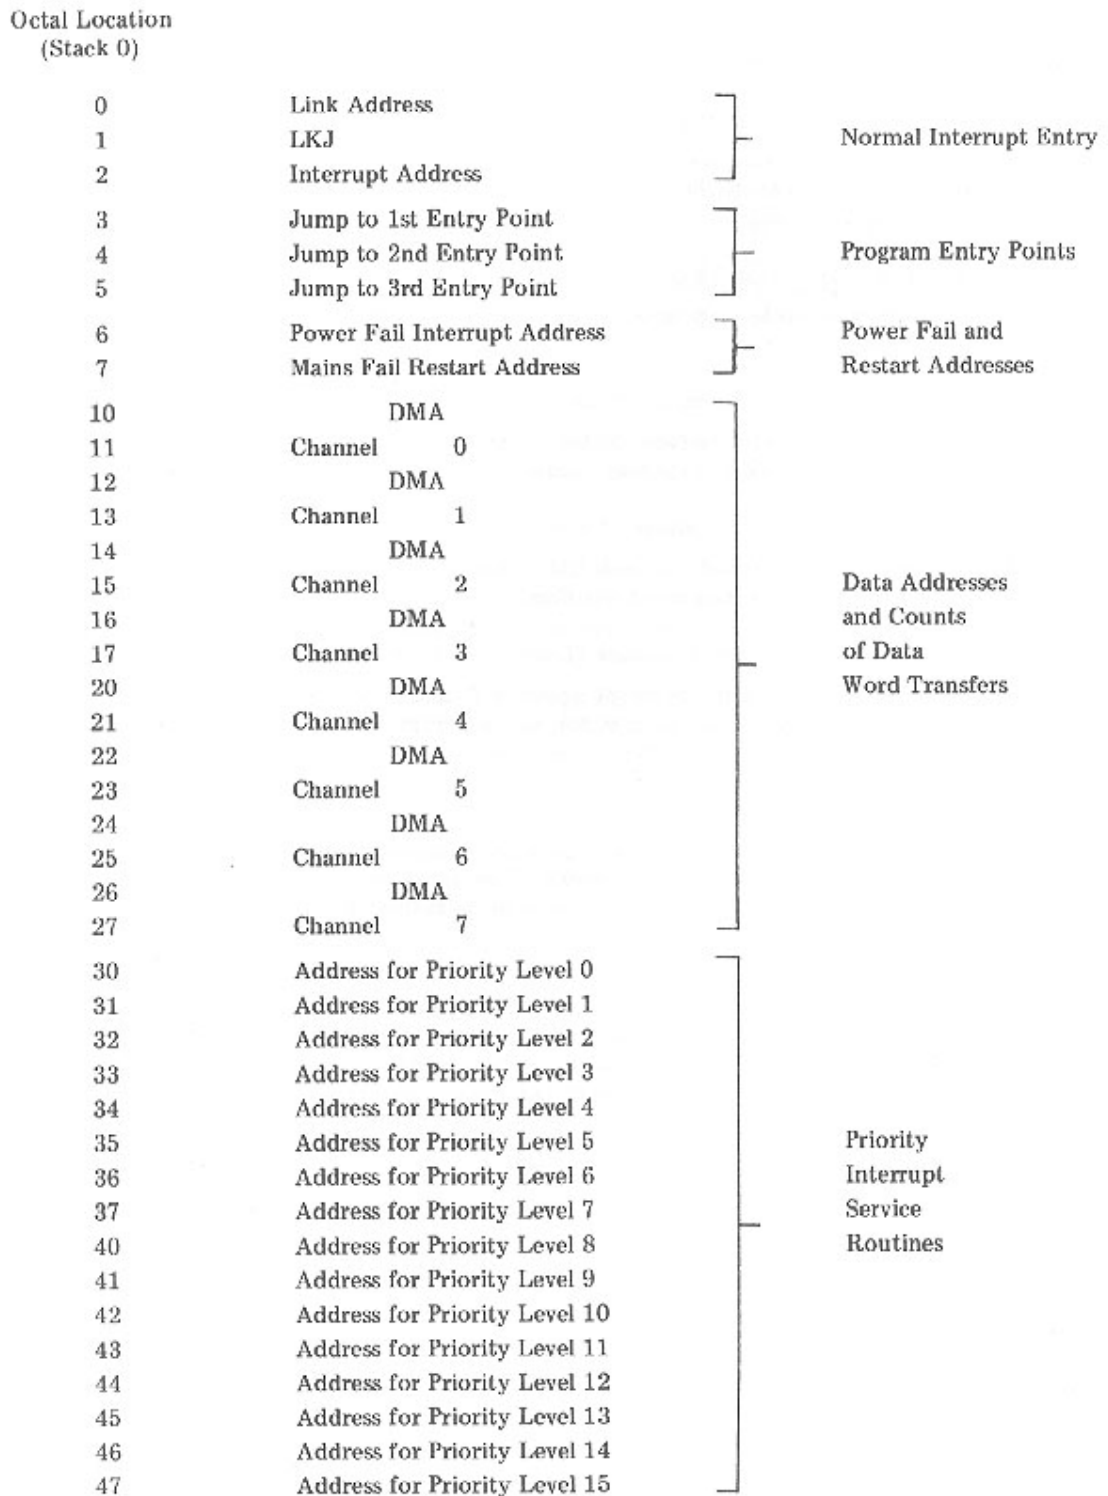 Octal Location
(Stack 0)
0 Link Address
1 LKJ Normal Interrupt Entry
2 Interrupt Address
3 Jump to 1st Entry Point
4 Jump to 2nd Entry Point Program Entry Points
5 Jump to 3rd Entry Point
6 Power Fail Interrupt Address Power Fail and
7 Mains Fail Restart Address Restart Addresses
10 DMA
11 Channel 0
12 DMA
13 Channel 1
14 DMA
15 Channel 2 Data Addresses
16 DMA and Counts
17 Channel 3 of Data
20 DMA Word Transfers
21 Channel 4
22 DMA
23 Channel 5
24 DMA
25 Channel 6
26 DMA
27 Channel 7
30 Address for Priority Level 0
31 Address for Priority Level 1
32 Address for Priority Level 2
33 Address for Priority Level 3
34 Address for Priority Level 4
35 Address for Priority Level 5 Priority
36 Address for Priority Level 6 Interrupt
37 Address for Priority Level 7 Service
40 Address for Priority Level 8 Routines
41 Address for Priority Level 9
42 Address for Priority Level 10
43 Address for Priority Level 11
44 Address for Priority Level 12
45 Address for Priority Level 13
46 Address for Priority Level 14
47 Address for Priority Level 15